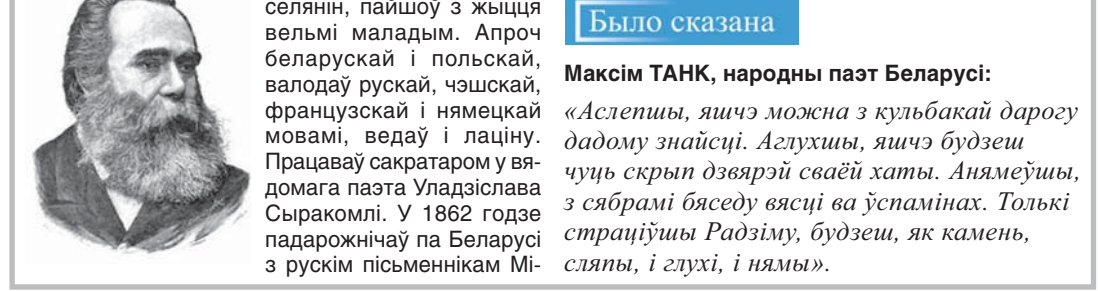 селянін, пайшоў з жыцця
вельмі маладым. Апроч
беларускай і польскай,
валодаў рускай, чэшскай,
французскай і нямецкай
мовамі, ведаў і лаціну.
Працаваў сакратаром у вя-
домага паэта Уладзіслава
Сыракомлі. У 1862 годзе
падарожнічаў па Беларусі
з рускім пісьменнікам Мі-
Было сказана
Максім ТАНК, народны паэт Беларусі:
«Аслепшы, яшчэ можна з кульбакай дарогу
дадому знайсці. Аглухшы, яшчэ будзеш
чуць скрып дзвярэй сваёй хаты. Анямеўшы,
з сябрамі бяседу вясці ва ўспамінах. Толькі
страціўшы Радзіму, будзеш, як камень,
сляпы, і глухі, і нямы».